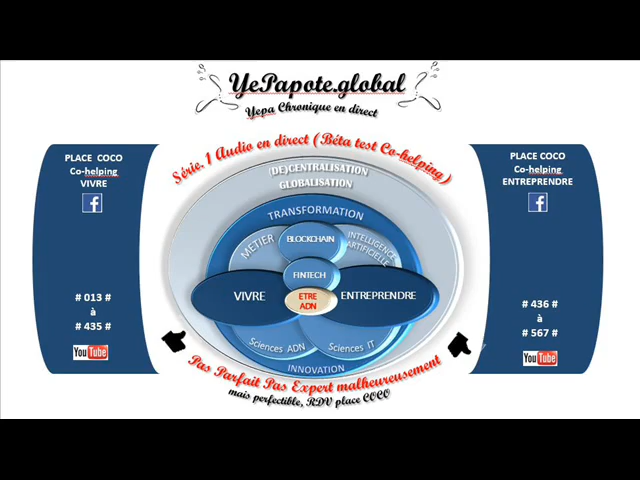 YePapote.global
Yepa Chronique en direct
Série, 1 Audio en direct (Béta test Co-helping)
PLACE COCO
Co-helping
VIVRE
# 013 #
à
# 435 #
YouTube
(DE)CENTRALISATION
GLOBALISATION
TRANSFORMATION
METIER
BLOCKCHAIN
INTELLIGENCE
ARTIFICIELLE
FINTECH
VIVRE
ETRE
ADN
ENTREPRENDRE
Sciences ADN
Sciences IT
INNOVATION
PLACE COCO
Co-helping
ENTREPRENDRE
# 436 #
à
# 567 #
YouTube
Pas Parfait Pas Expert malheureusement
mais perfectible, RDV place COCO